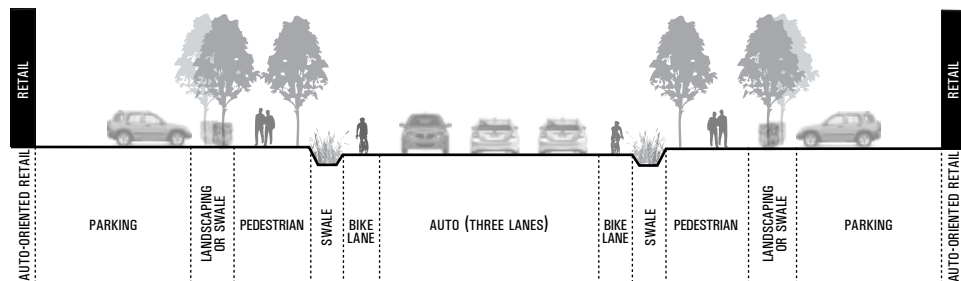 RETAIL
RETAIL
AUTO-ORIENTED RETAIL
PARKING
LANDSCAPING
OR SWALE
PEDESTRIAN
SWALE
BIKE
LANE
AUTO (THREE LANES)
BIKE
LANE
SWALE
PEDESTRIAN
LANDSCAPING
OR SWALE
PARKING
AUTO-ORIENTED RETAIL